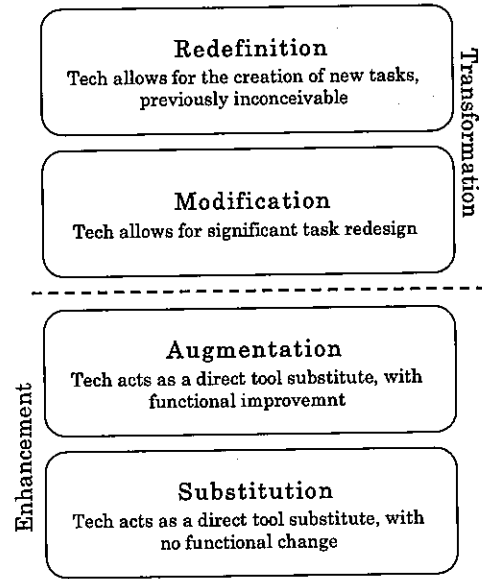 Redefinition
Tech allows for the creation of new tasks,
previously inconceivable
Transformation
Modification
Tech allows for significant task redesign
Augmentation
Tech acts as a direct tool substitute, with
functional improvemnt
Enhancement
Substitution
Tech acts as a direct tool substitute, with
no functional change